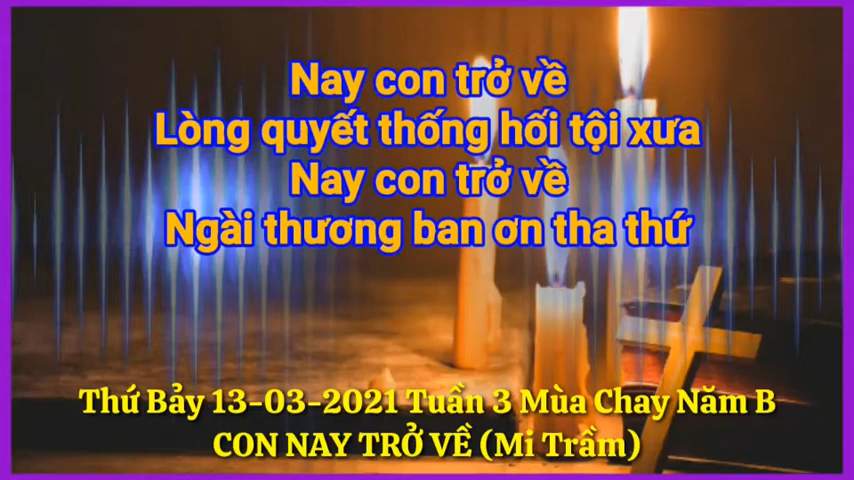 Nay con trở về
Lòng quyết thống hối tội xưa
Nay con trở về
Ngài thương ban ơn tha thứ
Thứ Bảy 13-03-2021 Tuần 3 Mùa Chay Năm B
CON NAY TRỞ VỀ (Mi Trầm)